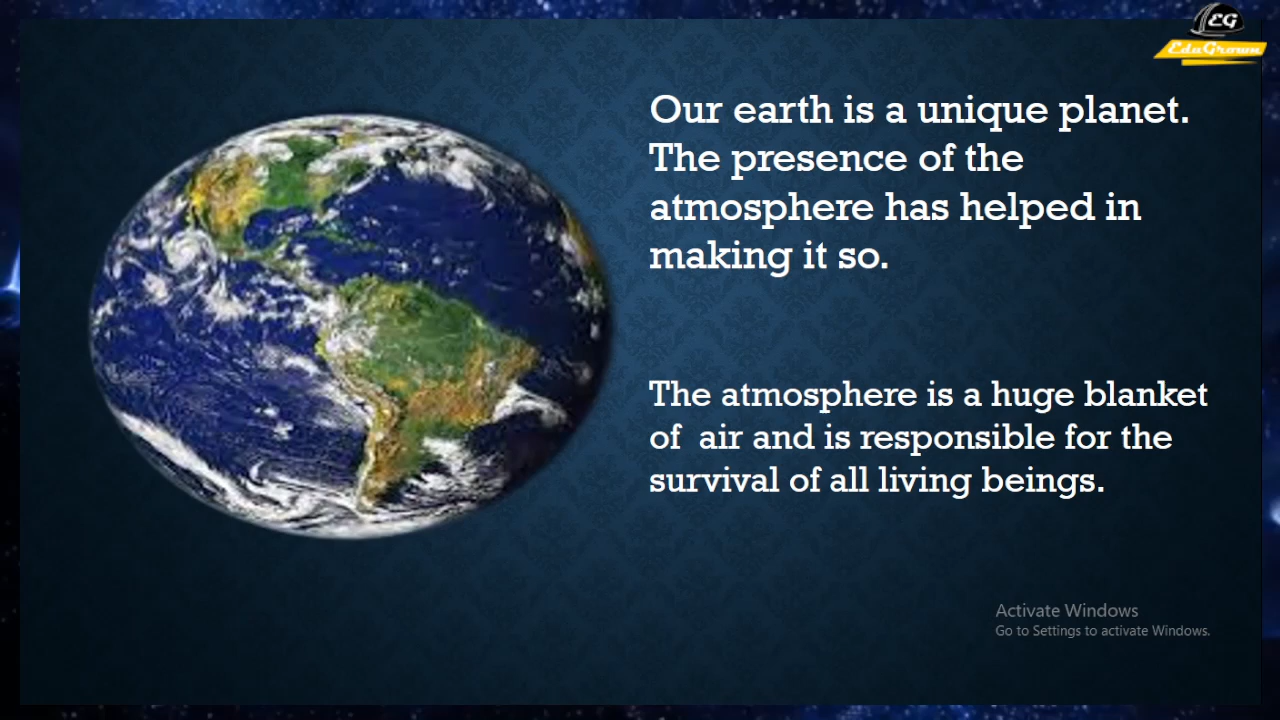 EG
EduGrown
Our earth is a unique planet.
The presence of the
atmosphere has helped in
making it so.
The atmosphere is a huge blanket
of  air and is responsible for the
survival of all living beings.
Activate Windows
Go to Settings to activate Windows.